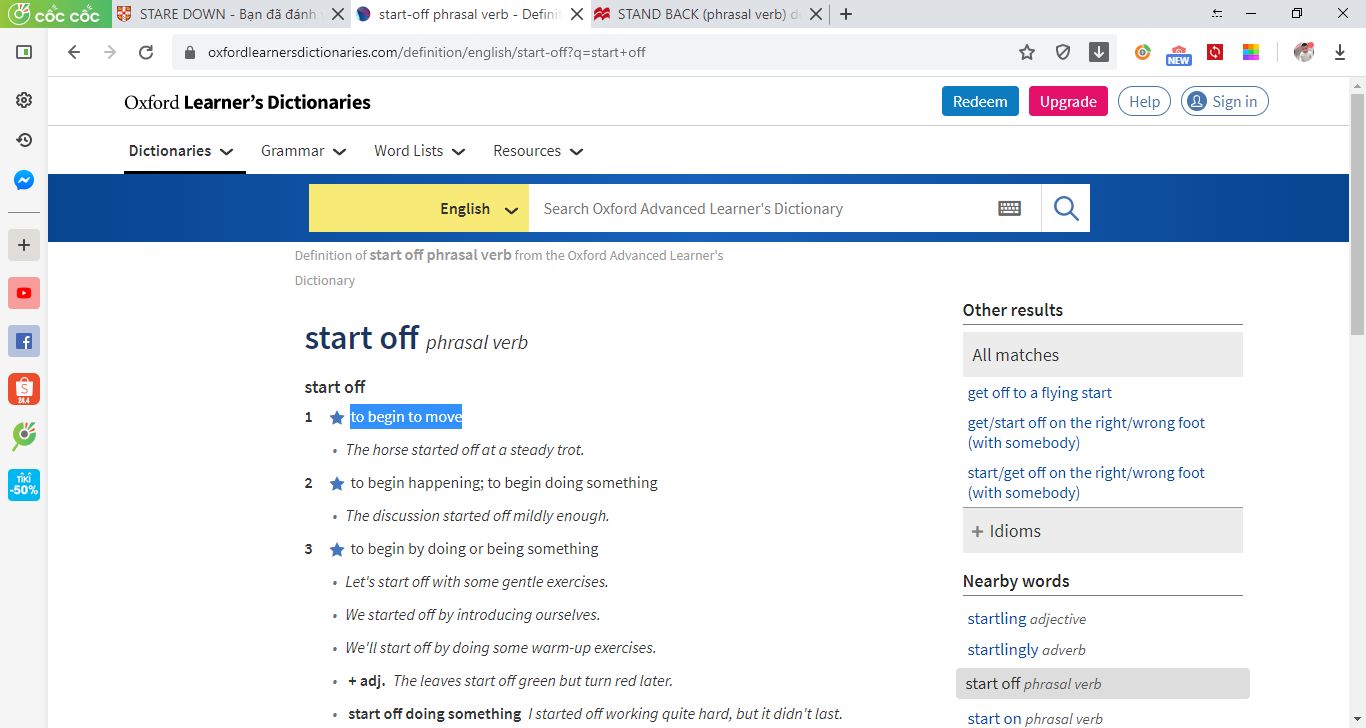 cốc cốc
STARE DOWN - Bạn đã đánh
start-off phrasal verb - Defini
STAND BACK (phrasal verb) de
oxfordlearnersdictionaries.com/definition/english/start-off?q=start+off
NEW
Oxford Learner's Dictionaries
Redeem
Upgrade
Help
Sign in
Dictionaries
Grammar
Word Lists
Resources
English
Search Oxford Advanced Learner's Dictionary
Definition of start off phrasal verb from the Oxford Advanced Learner's
Dictionary
start off phrasal verb
start off
1 to begin to move
• The horse started off at a steady trot.
2 to begin happening; to begin doing something
• The discussion started off mildly enough.
3 to begin by doing or being something
• Let's start off with some gentle exercises.
• We started off by introducing ourselves.
• We'll start off by doing some warm-up exercises.
• + adj. The leaves start off green but turn red later.
• start off doing something I started off working quite hard, but it didn't last.
Other results
All matches
get off to a flying start
get/start off on the right/wrong foot
(with somebody)
start/get off on the right/wrong foot
(with somebody)
+ Idioms
Nearby words
startling adjective
startlingly adverb
start off phrasal verb
start on phrasal verb
S
24.4
TIKI
-50%